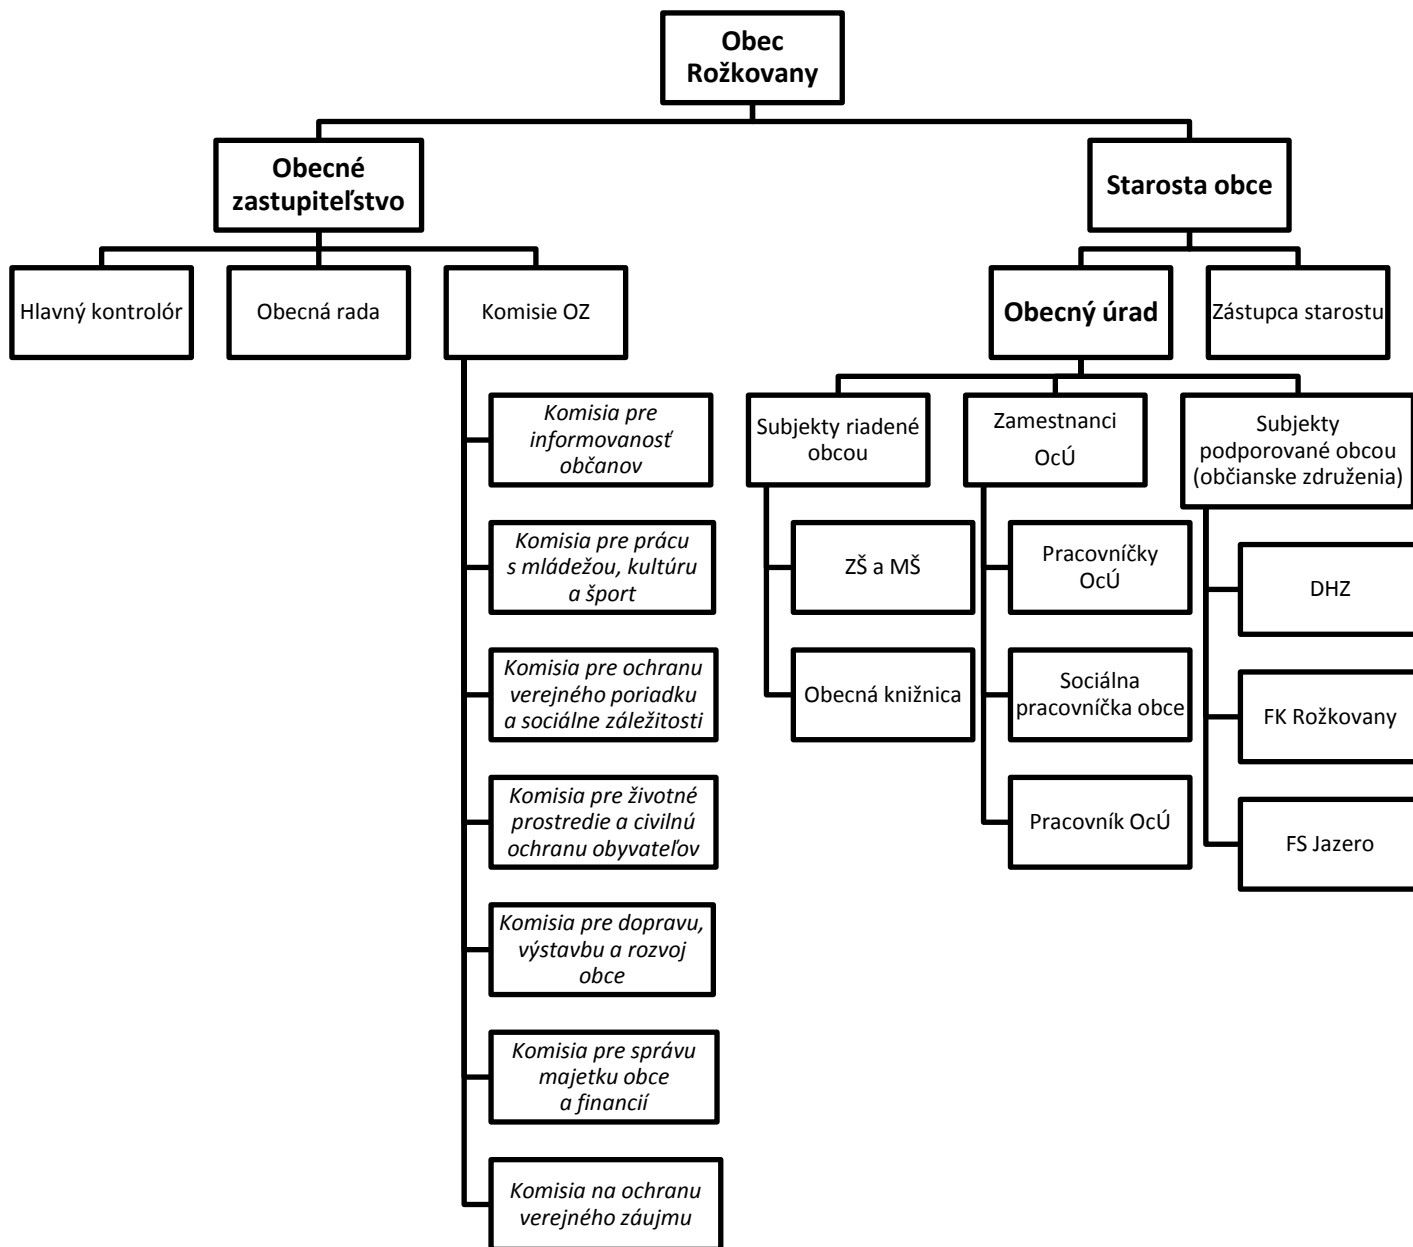 Obec
Rožkovany
Obecné
zastupiteľstvo
Starosta obce
Hlavný kontrolór
Obecná rada
Komisie OZ
Obecný úrad
Zástupca starostu
Komisia pre
informovanosť
občanov
Komisia pre prácu
s mládežou, kultúru
a šport
Komisia pre ochranu
verejného poriadku
a sociálne záležitosti
Komisia pre životné
prostredie a civilnú
ochranu obyvateľov
Komisia pre dopravu,
výstavbu a rozvoj
obce
Komisia pre správu
majetku obce
a financií
Komisia na ochranu
verejného záujmu
Subjekty riadené
obcou
ZŠ a MŠ
Obecná knižnica
Zamestnanci
OcÚ
Pracovníčky
OcÚ
Sociálna
pracovníčka obce
Pracovník OcÚ
Subjekty
podporované obcou
(občianske združenia)
DHZ
FK Rožkovany
FS Jazero